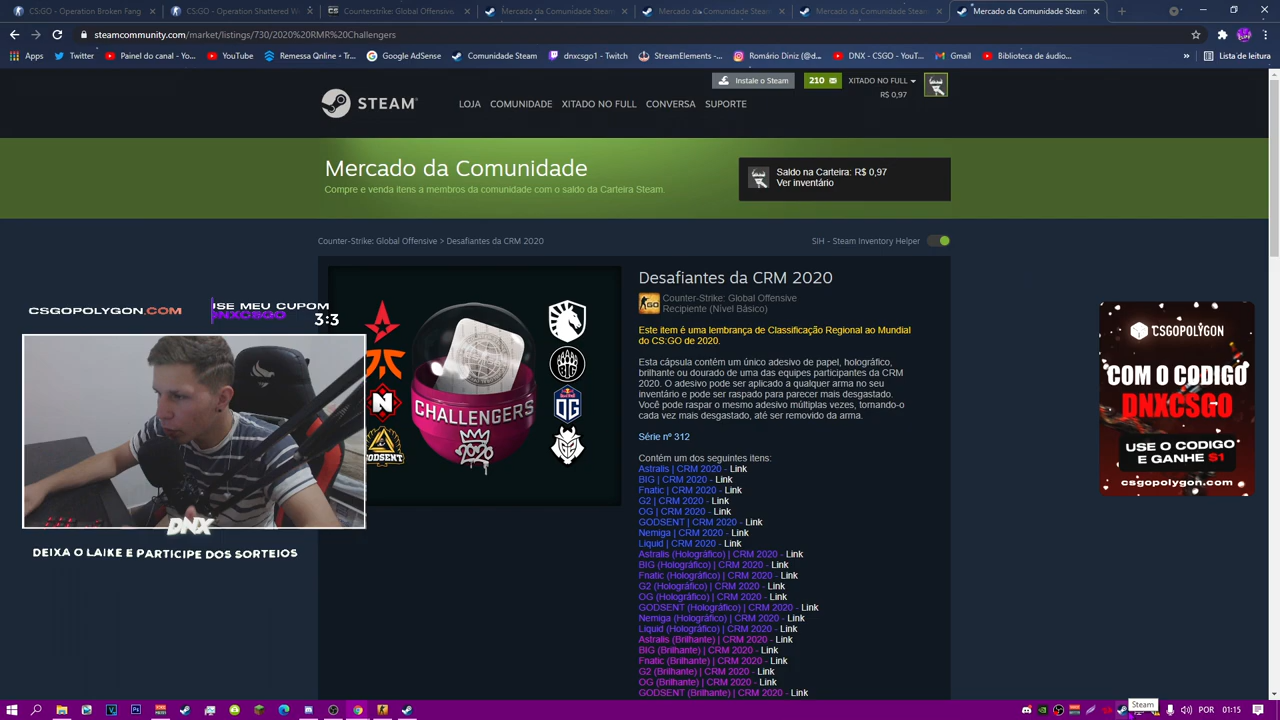 CS:GO - Operation Broken Fang
CS:GO - Operation Shattered W
Counterstrike: Global Offensive
Mercado da Comunidade Steam
Mercado da Comunidade Steam
Mercado da Comunidade Steam
Mercado da Comunidade Steam
steamcommunity.com/market/listings/730/2020%20RMR%20Challengers
Apps
Twitter
Painel do canal - Yo...
YouTube
Remessa Onlline - Tr...
Google AdSense
Comunidade Steam
dnxcsgo1 - Twitch
StreamElements -...
Romário Diniz (@d...
DNX - CSGO - YouT...
Gmail
Biblioteca de áudio...
»
Lista de leitura
Instale o Steam
210
XITADO NO FULL
R$ 0,97
STEAM
LOJA COMUNIDADE XITADO NO FULL CONVERSA SUPORTE
Mercado da Comunidade
Compre e venda itens a membros da comunidade com o saldo da Carteira Steam.
Saldo na Carteira: R$ 0,97
Ver inventário
Counter-Strike: Global Offensive > Desafiantes da CRM 2020
SIH - Steam Inventory Helper
CHALLENGERS
2020
BIG
Red Bull
OG
G2
GODSENT
Desafiantes da CRM 2020
CS GO
Counter-Strike: Global Offensive
Recipiente (Nível Básico)
Este item é uma lembrança de Classificação Regional ao Mundial
do CS:GO de 2020.
Esta cápsula contém um único adesivo de papel, holográfico,
brilhante ou dourado de uma das equipes participantes da CRM
2020. O adesivo pode ser aplicado a qualquer arma no seu
inventário e pode ser raspado para parecer mais desgastado.
Você pode raspar o mesmo adesivo múltiplas vezes, tornando-o
cada vez mais desgastado, até ser removido da arma.
Série nº 312
Contém um dos seguintes itens:
Astralis | CRM 2020 - Link
BIG | CRM 2020 - Link
Fnatic | CRM 2020 - Link
G2 | CRM 2020 - Link
OG | CRM 2020 - Link
GODSENT | CRM 2020 - Link
Nemiga | CRM 2020 - Link
Liquid | CRM 2020 - Link
Astralis (Holográfico) | CRM 2020 - Link
BIG (Holográfico) | CRM 2020 - Link
Fnatic (Holográfico) | CRM 2020 - Link
G2 (Holográfico) | CRM 2020 - Link
OG (Holográfico) | CRM 2020 - Link
GODSENT (Holográfico) | CRM 2020 - Link
Nemiga (Holográfico) | CRM 2020 - Link
Liquid (Holográfico) | CRM 2020 - Link
Astralis (Brilhante) | CRM 2020 - Link
BIG (Brilhante) | CRM 2020 - Link
Fnatic (Brilhante) | CRM 2020 - Link
G2 (Brilhante) | CRM 2020 - Link
OG (Brilhante) | CRM 2020 - Link
GODSENT (Brilhante) | CRM 2020 - Link
CSGOPOLYGON.COM
USE MEU CUPOM
DNXCSGO
3:3
DNX
DEIXA O LAIKE E PARTICIPE DOS SORTEIOS
CSGOPOLYGON
COM O CODIGO
DNXCSGO
USE O CODIGO
E GANHE $1
csgopolygon.com
Steam
POR
01:15